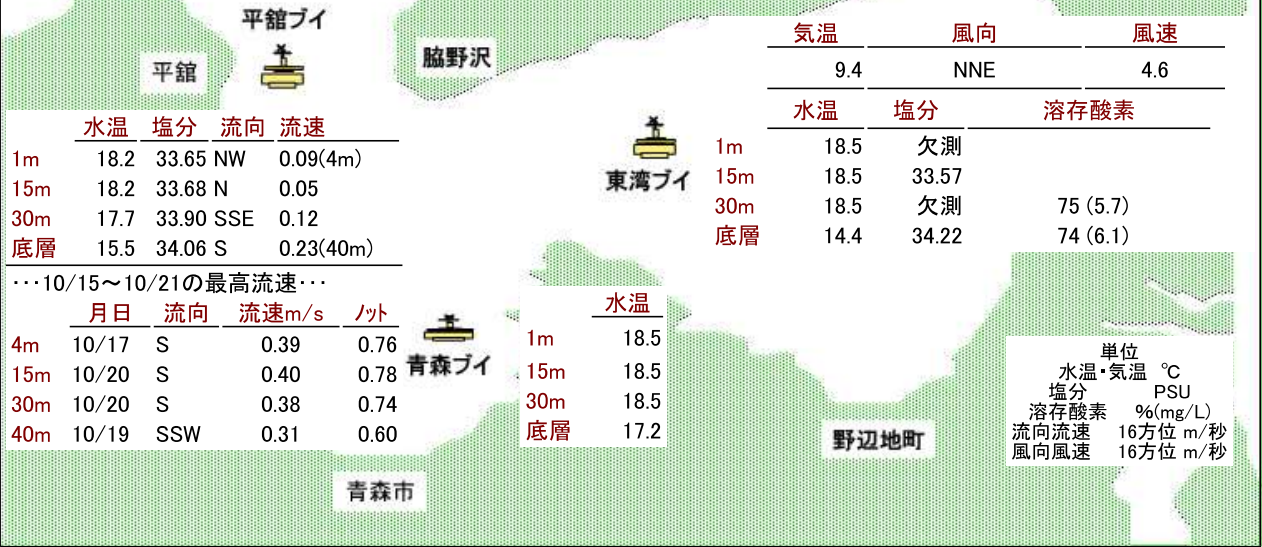 平舘ブイ
平舘
脇野沢
気温 風向 風速
9.4 NNE 4.6
水温 塩分 流向 流速
1m 18.2 33.65 NW 0.09(4m)
15m 18.2 33.68 N 0.05
30m 17.7 33.90 SSE 0.12
底層 15.5 34.06 S 0.23(40m)
東湾ブイ
水温 塩分 溶存酸素
1m 18.5 欠測
15m 18.5 33.57
30m 18.5 欠測 75 (5.7)
底層 14.4 34.22 74 (6.1)
･･･10/15～10/21の最高流速･･･
月日 流向 流速m/s ﾉｯﾄ
4m 10/17 S 0.39 0.76
15m 10/20 S 0.40 0.78
30m 10/20 S 0.38 0.74
40m 10/19 SSW 0.31 0.60
青森ブイ
水温
1m 18.5
15m 18.5
30m 18.5
底層 17.2
青森市
野辺地町
単位
水温･気温 ℃
塩分 PSU
溶存酸素 %(mg/L)
流向流速 16方位 m/秒
風向風速 16方位 m/秒